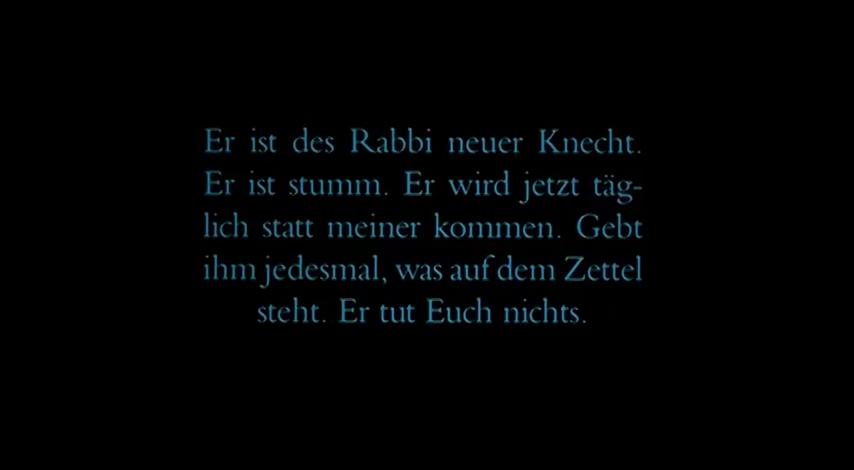 Er ist des Rabbi neuer Knecht.
Er ist stumm. Er wird jetzt täg-
lich statt meiner kommen. Gebt
ihm jedesmal, was auf dem Zettel
steht. Er tut Euch nichts.